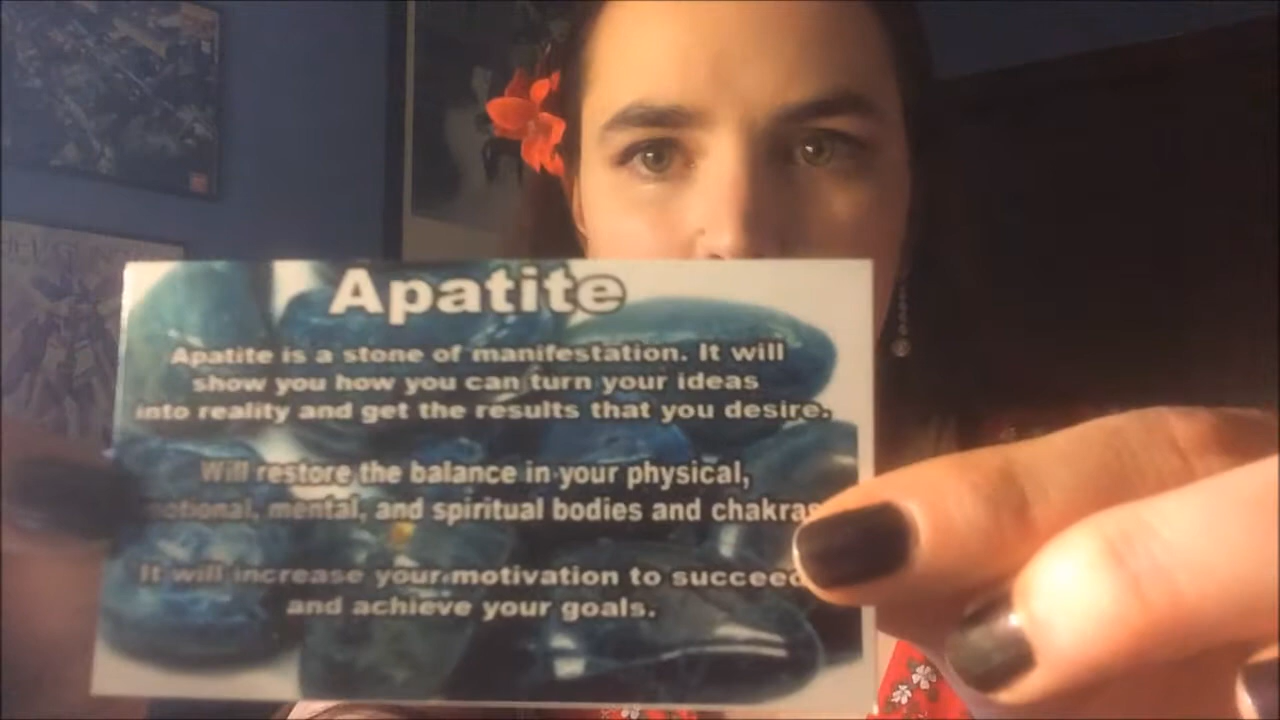 Apatite
Apatite is a stone of manifestation. It will
show you how you can turn your ideas
into reality and get the results that you desire.
Will restore the balance in your physical,
mental, and spiritual bodies and chakras
It will increase your motivation to succeed
and achieve your goals.